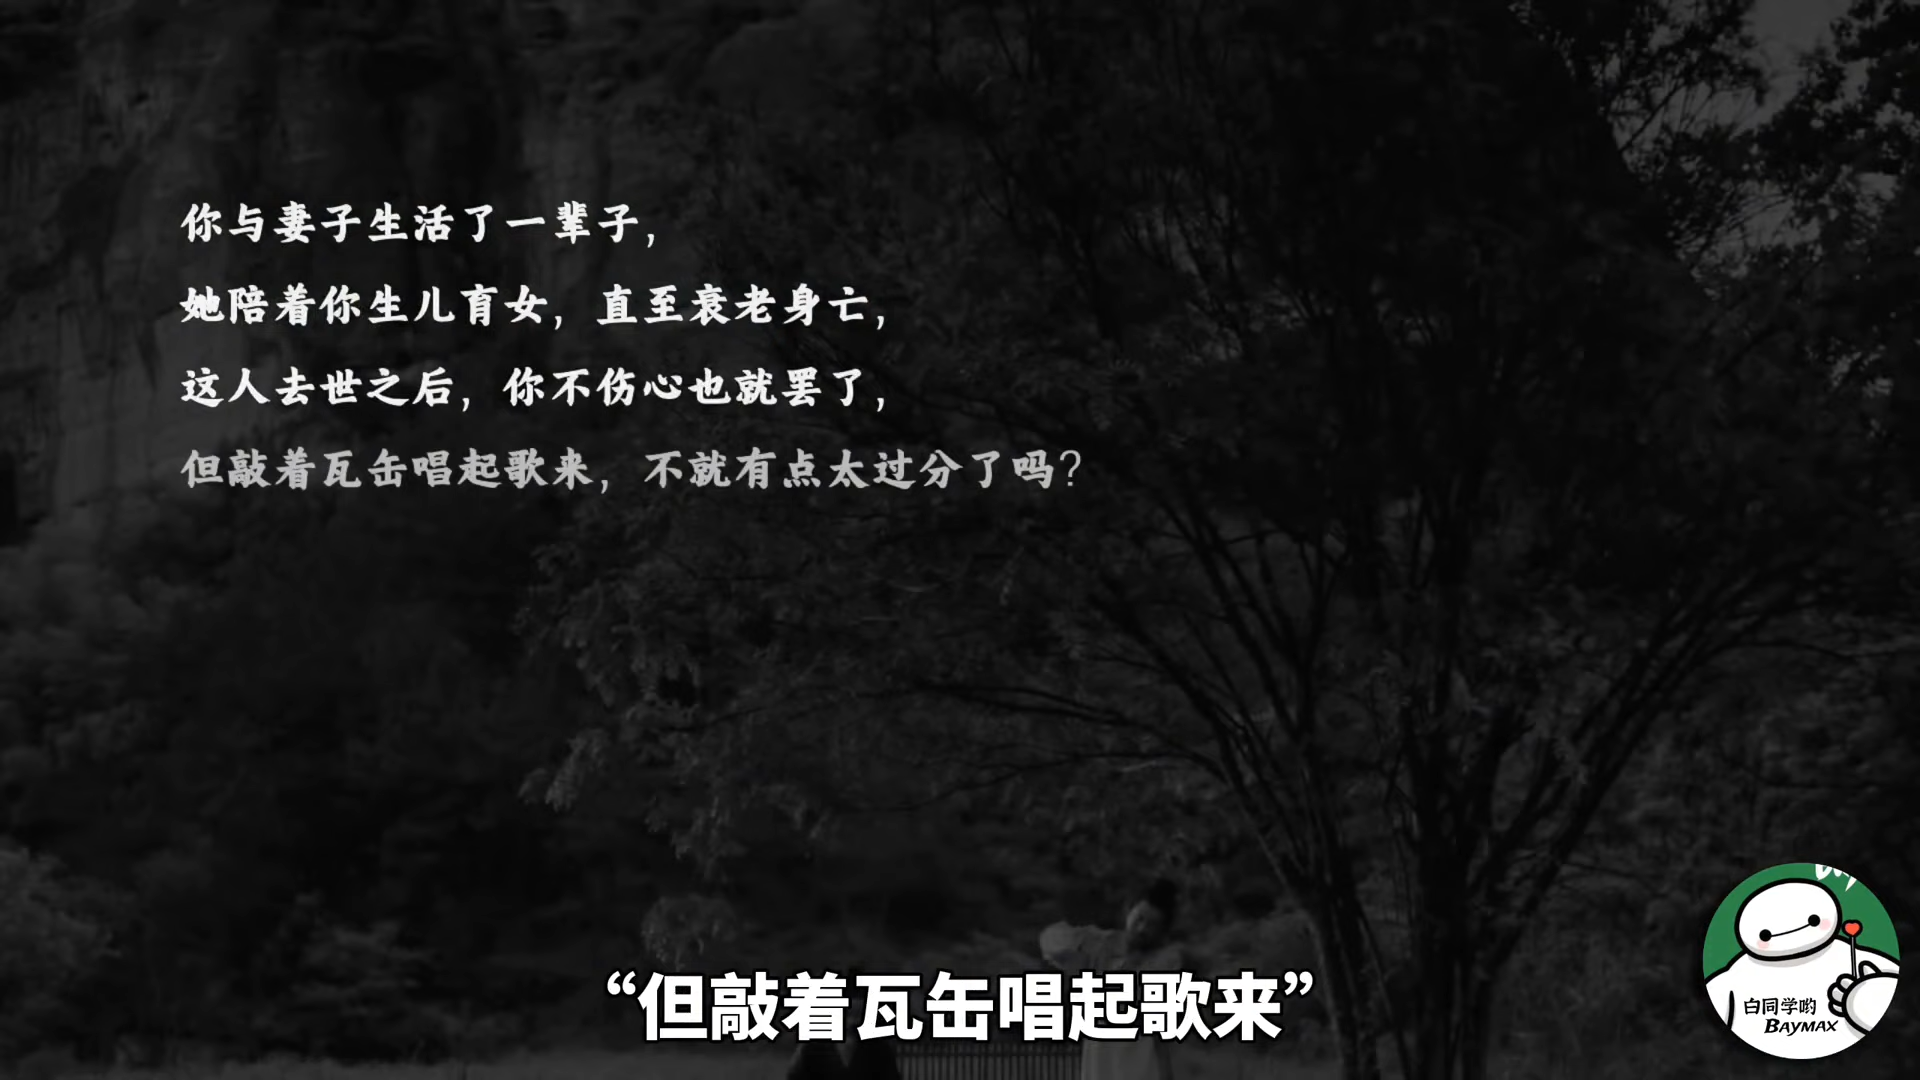 你与妻子生活了一辈子，
她陪着你生儿育女，直至衰老身亡，
这人去世之后，你不伤心也就罢了，
但敲着瓦缶唱起歌来，不就有点太过分了吗？
“但敲着瓦缶唱起歌来”
白同学哟
BAYMAX